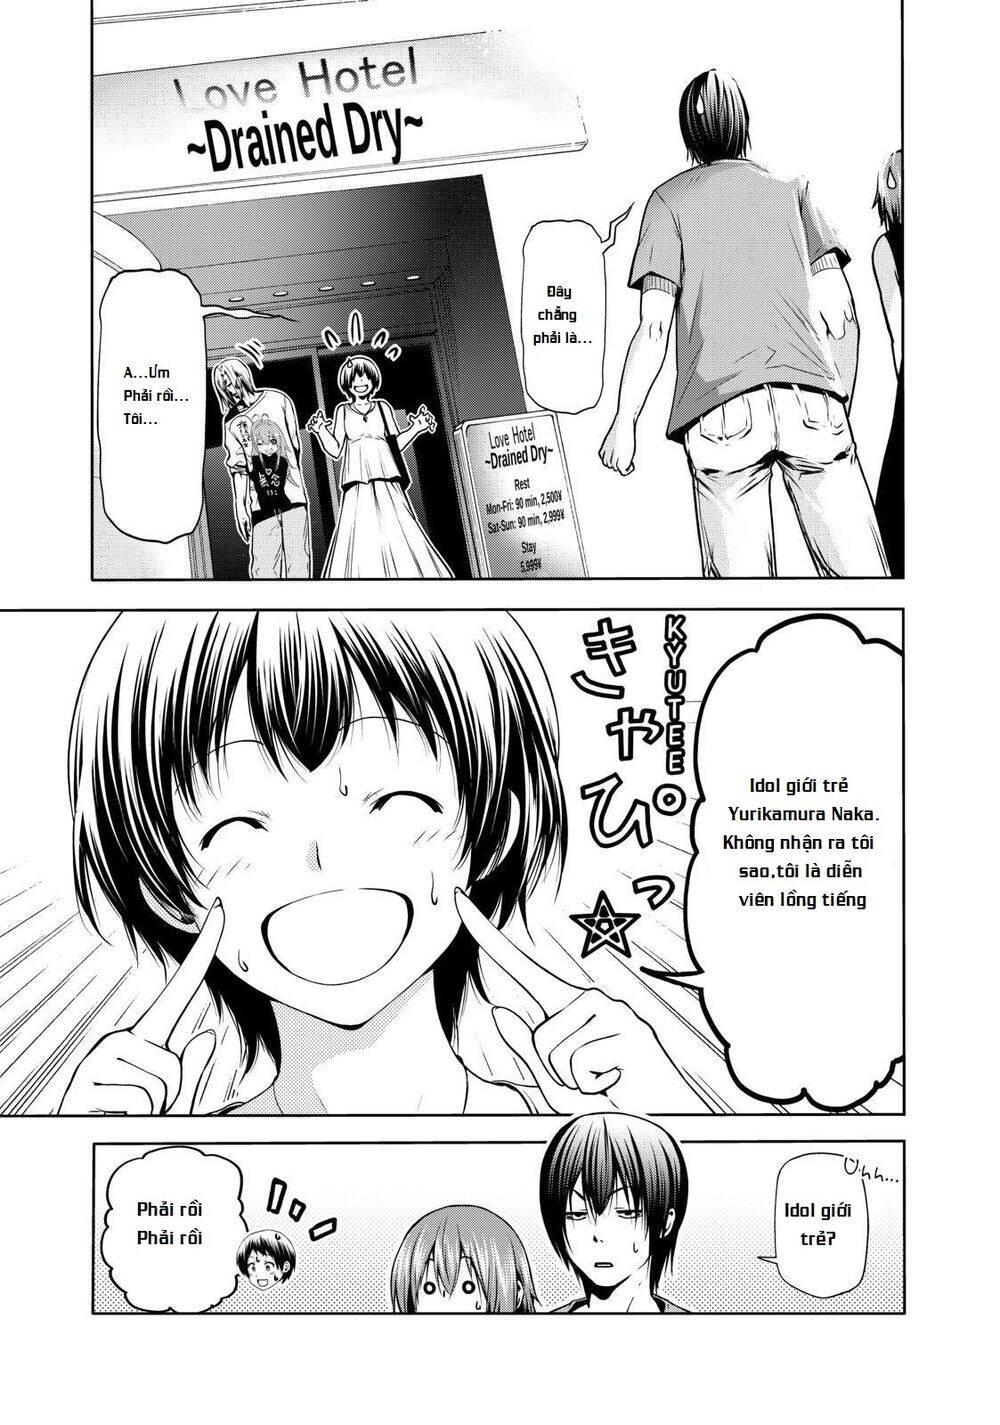 Love Hotel
~Drained Dry~
Đây
chẳng
phải là...
A...Ưm
Phải rồi...
Tôi...
Love Hotel
~Drained Dry~
Rest
Mon-Fri: 90 min, 2,500¥
Sat-Sun: 90 min, 2,999¥
Stay
5,999¥
KYUTEE
きゃぴっ
Idol giới trẻ
Yurikamura Naka.
Không nhận ra tôi
sao.tôi là diễn
viên lồng tiếng
Uhh...
Idol giới
trẻ?
Phải rồi
Phải rồi